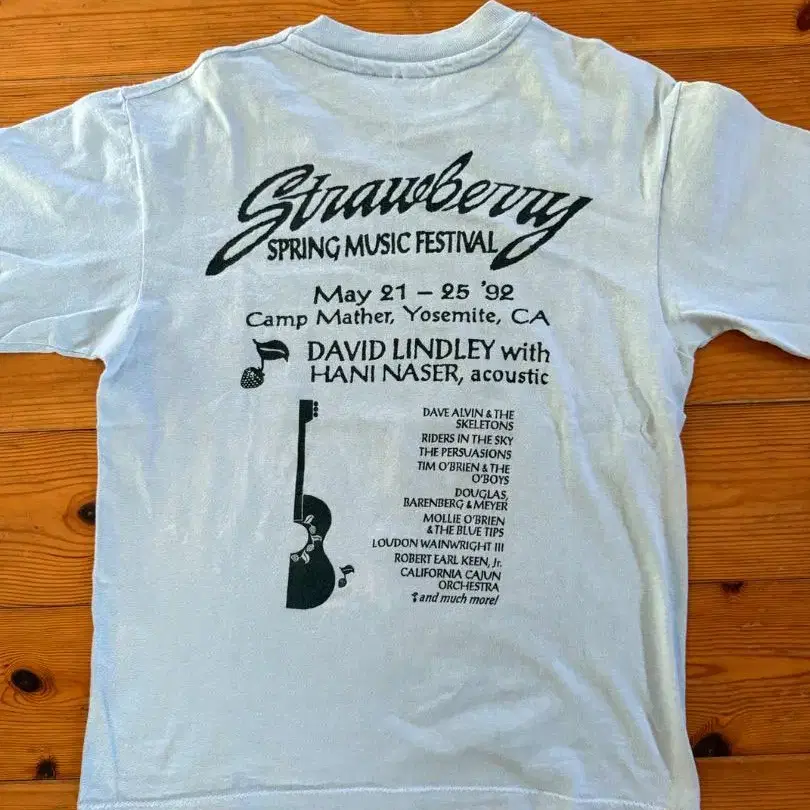 Strawberry
SPRING MUSIC FESTIVAL
May 21 – 25 '92
Camp Mather, Yosemite, CA
DAVID LINDLEY with
HANI NASER, acoustic
DAVE ALVIN & THE
SKELETONS
RIDERS IN THE SKY
THE PERSUASIONS
TIM O'BRIEN & THE
O'BOYS
DOUGLAS,
BARENBERG & MEYER
MOLLIE O'BRIEN
& THE BLUE TIPS
LOUDON WAINWRIGHT III
ROBERT EARL KEEN, Jr.
CALIFORNIA CAJUN
ORCHESTRA
and much more!